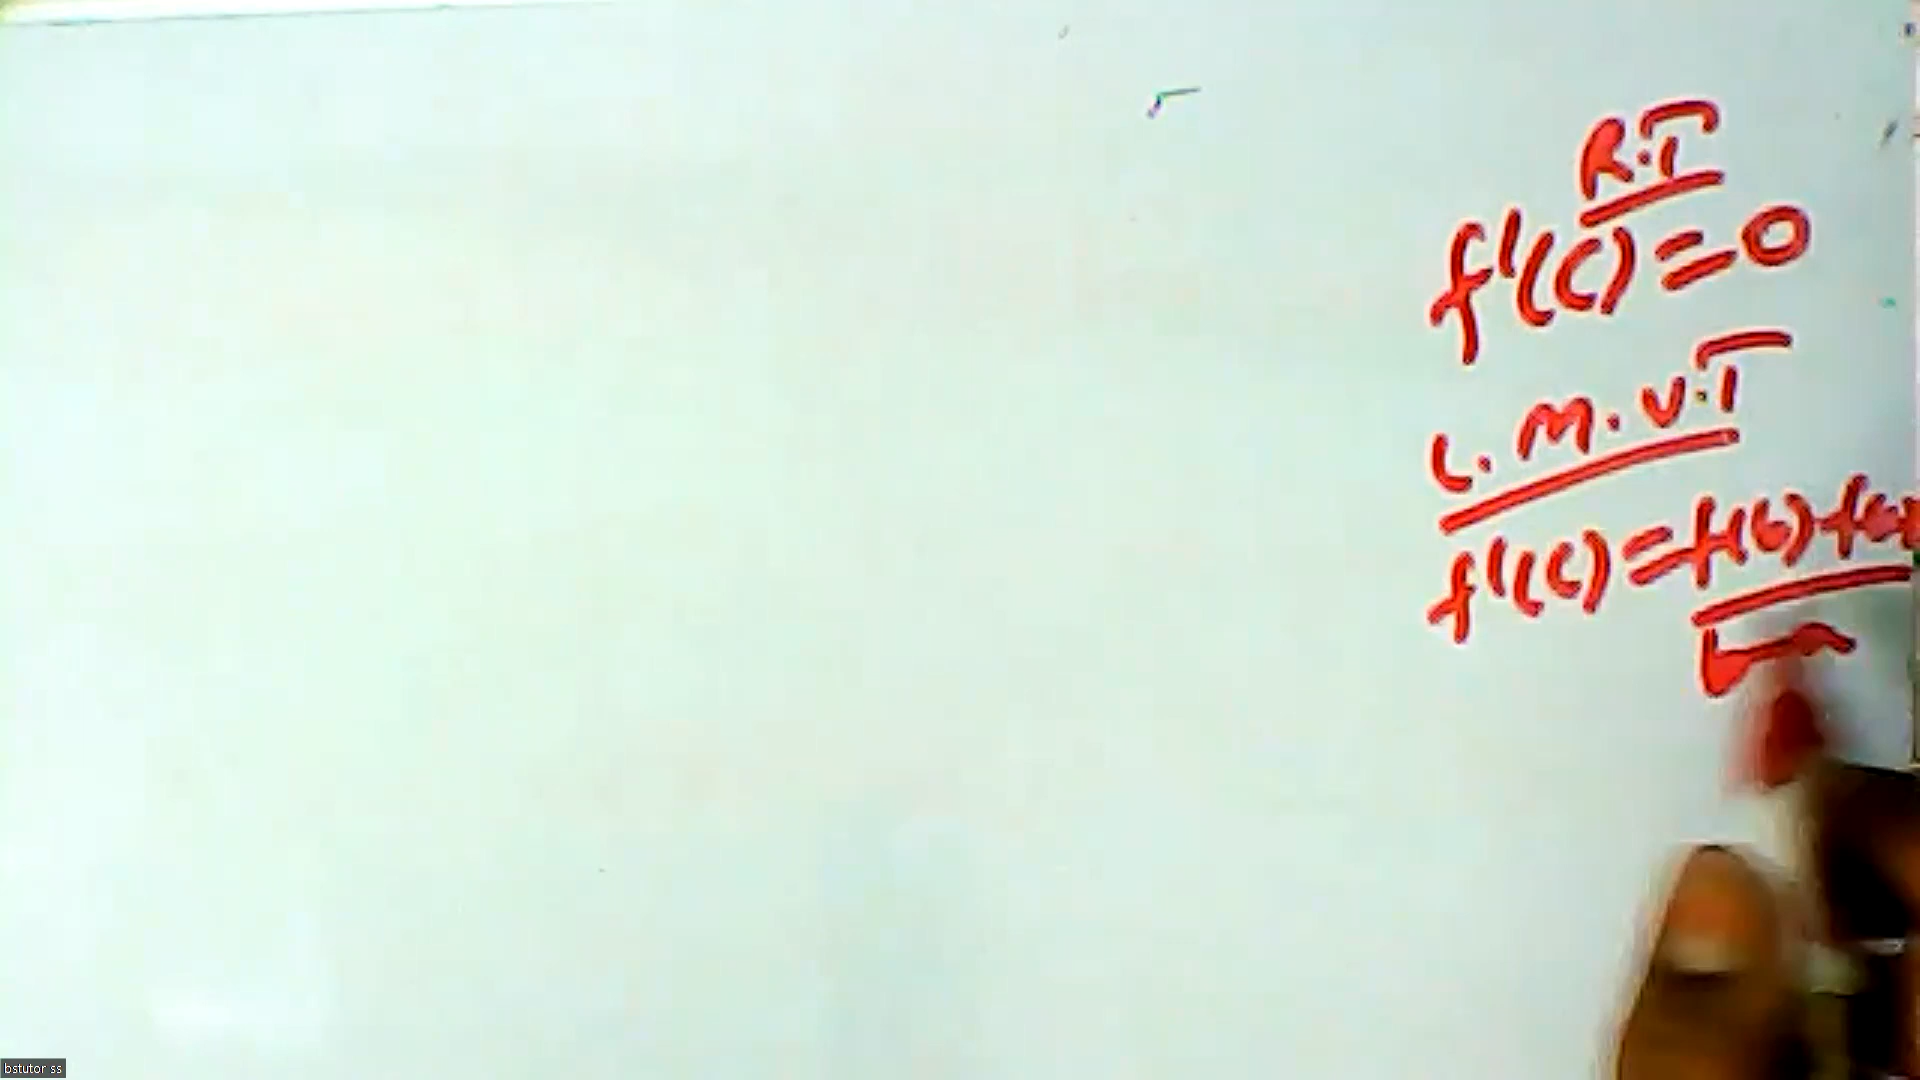 R.T
f'(c)=0
L.M.V.T
f'(c)=f(b)-f(a)
b-a
bstutor ss